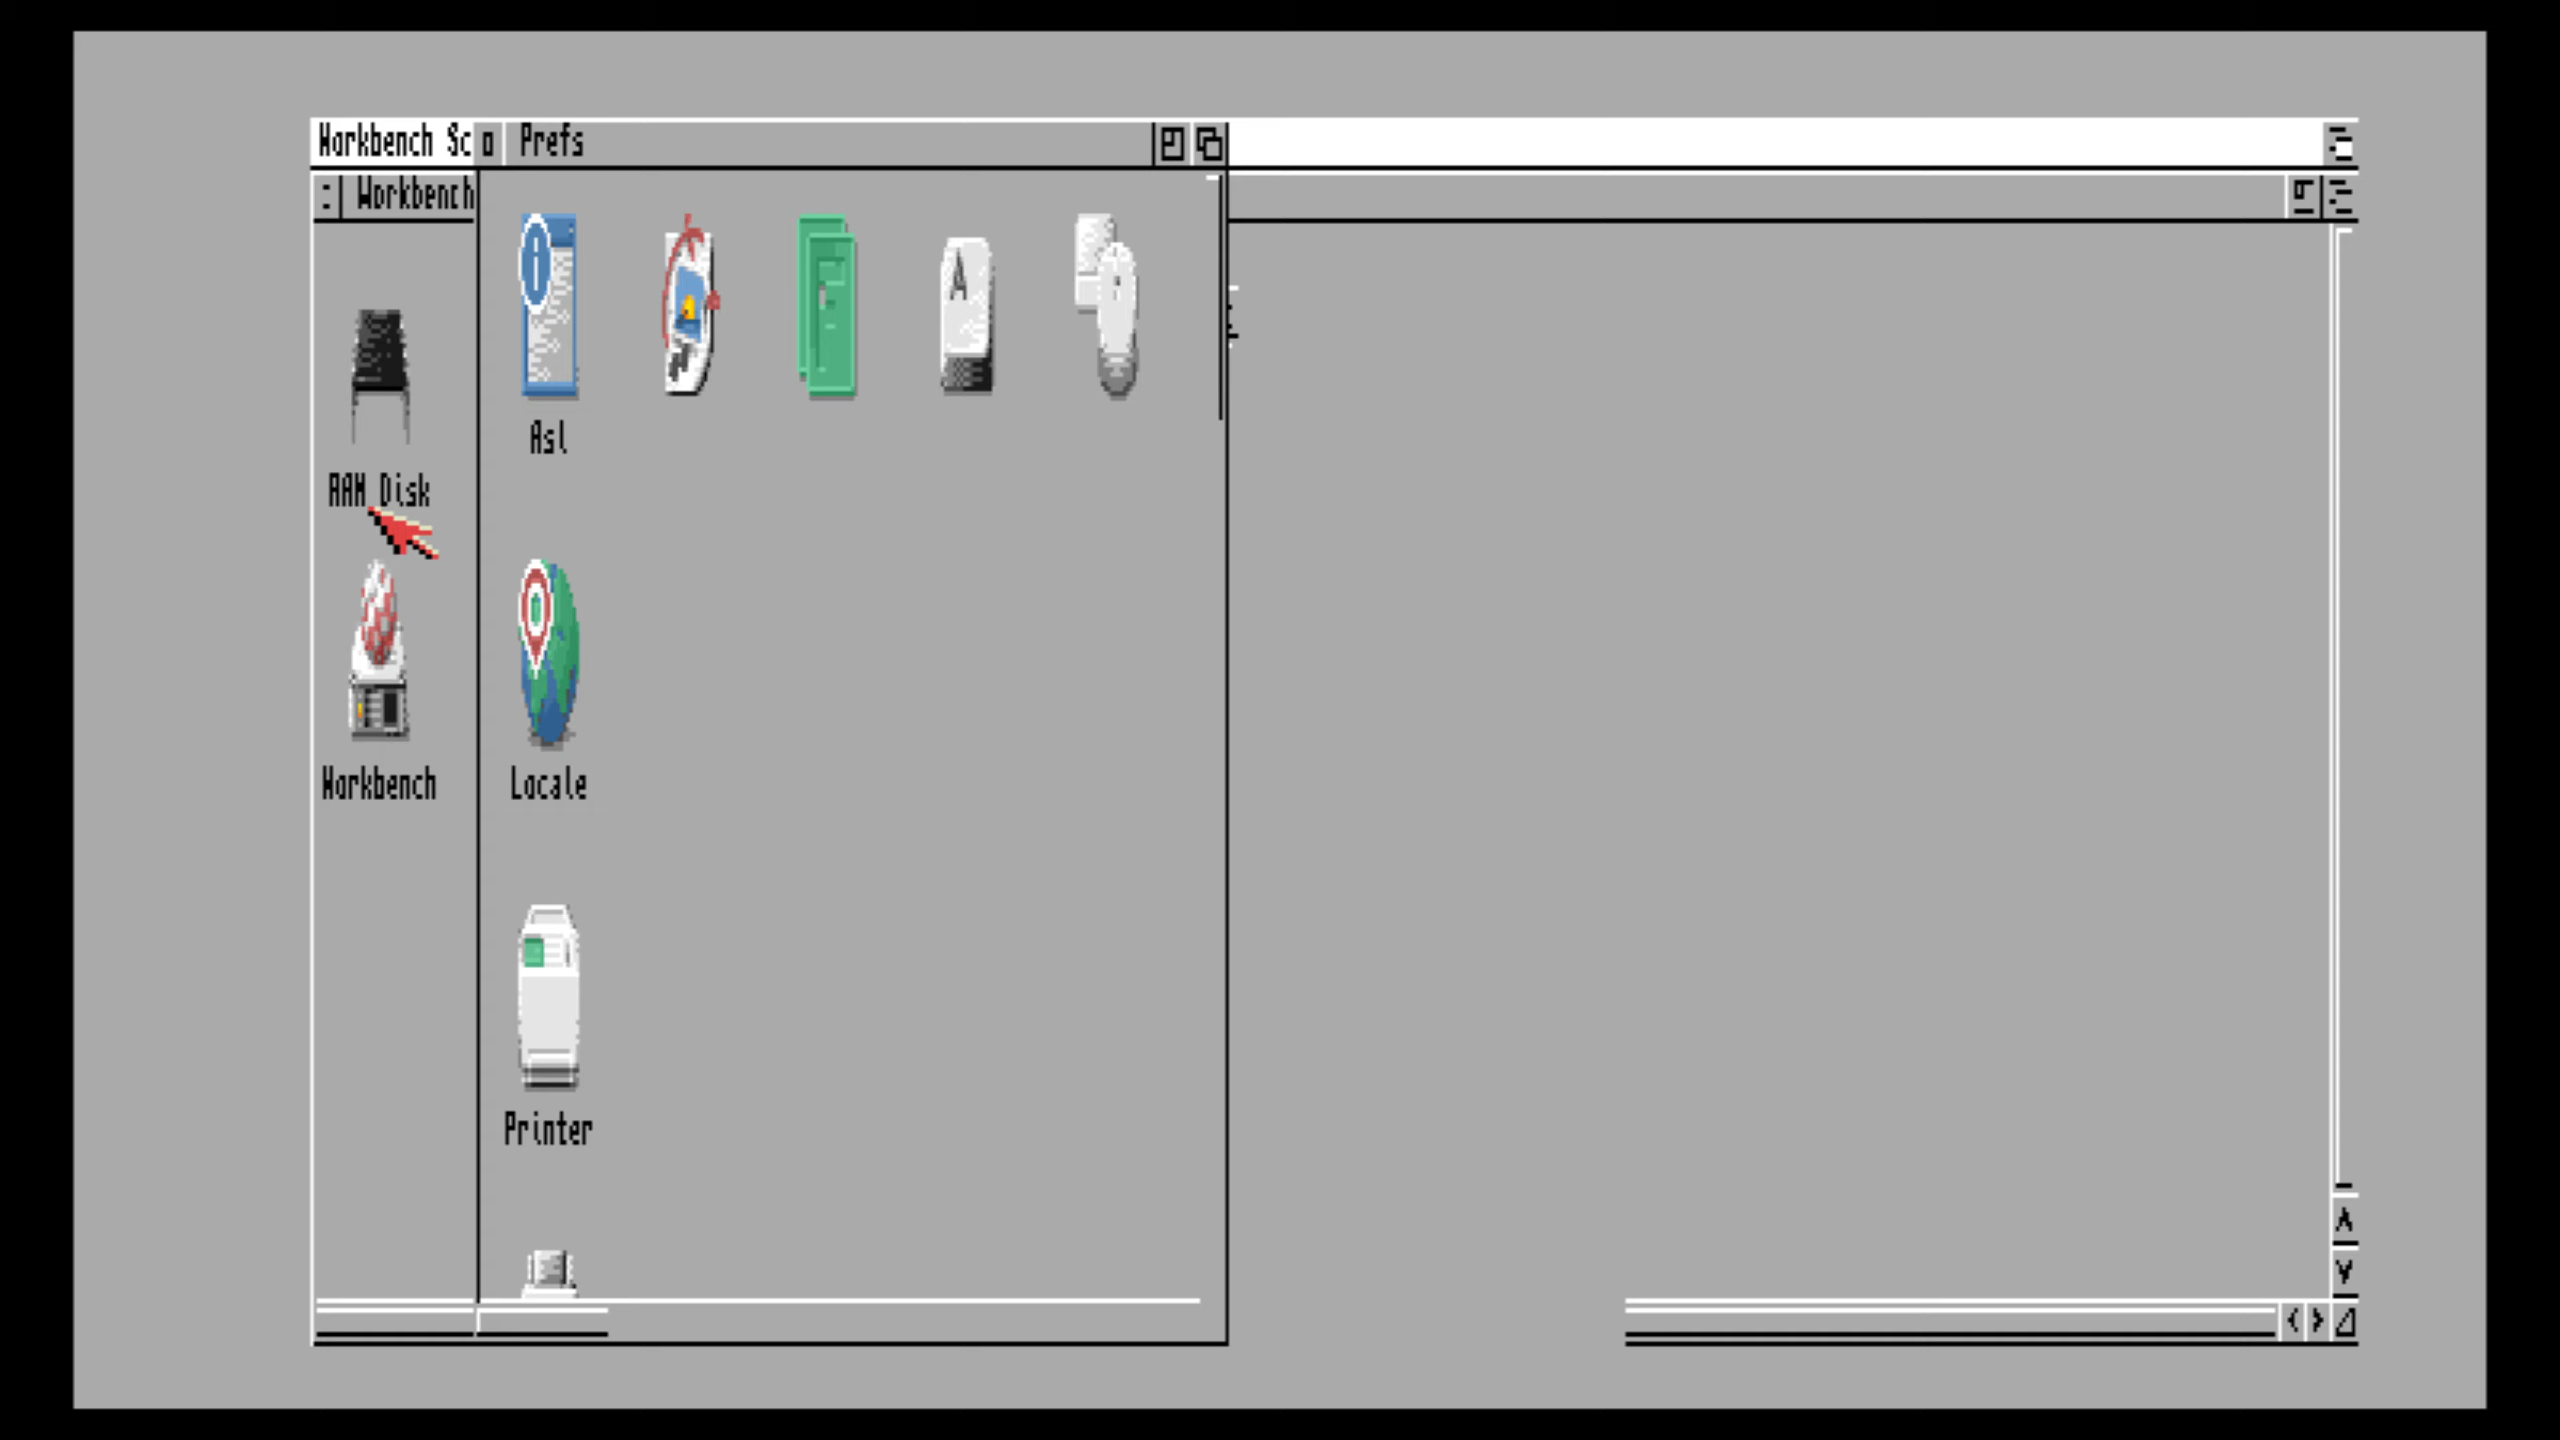 Workbench Sc
Prefs
Workbench
A
Asl
RAM Disk
Locale
Workbench
Printer